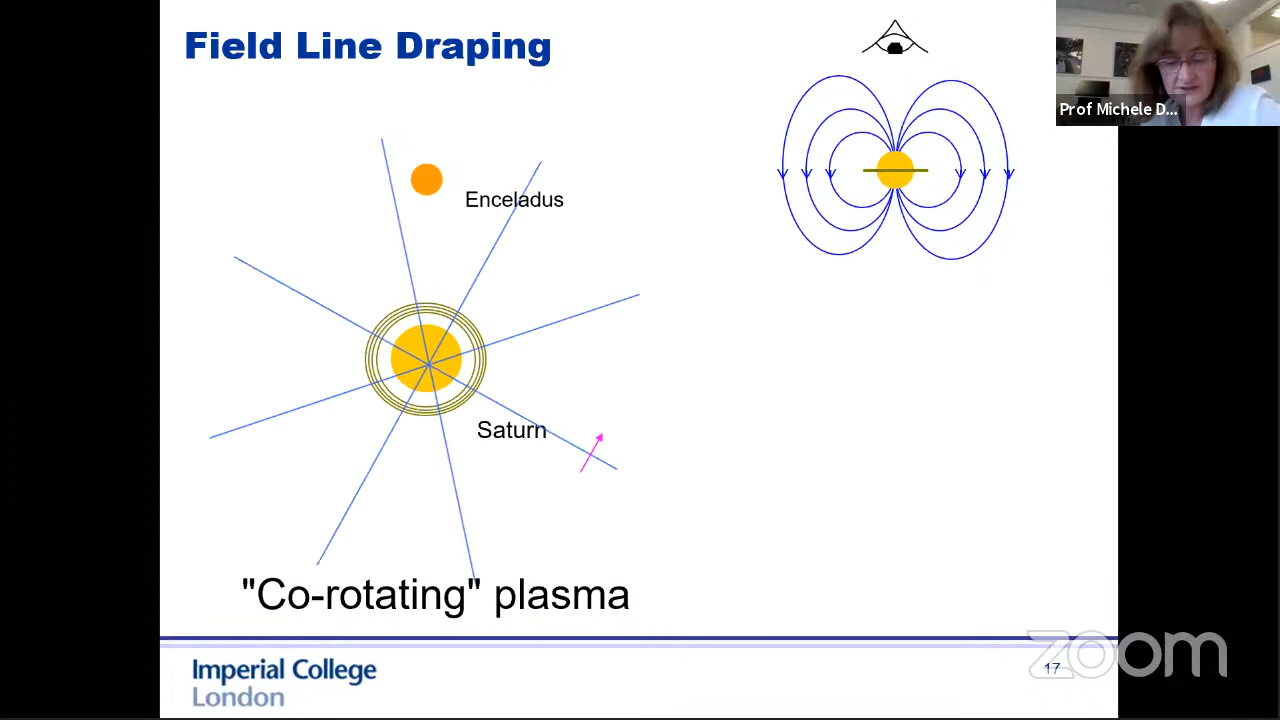 Field Line Draping
Prof Michele D...
Enceladus
Saturn
"Co-rotating" plasma
Imperial College
London
17
zoom